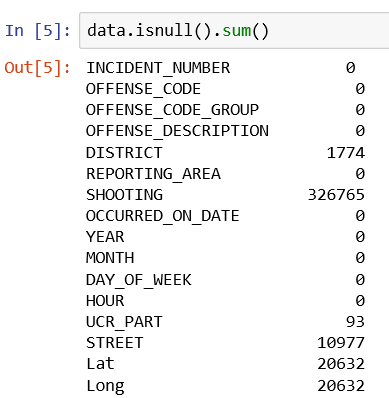 In [5]: data.isnull().sum()
Out[5]: INCIDENT_NUMBER 0
OFFENSE_CODE 0
OFFENSE_CODE_GROUP 0
OFFENSE_DESCRIPTION 0
DISTRICT 1774
REPORTING_AREA 0
SHOOTING 326765
OCCURRED_ON_DATE 0
YEAR 0
MONTH 0
DAY_OF_WEEK 0
HOUR 0
UCR_PART 93
STREET 10977
Lat 20632
Long 20632